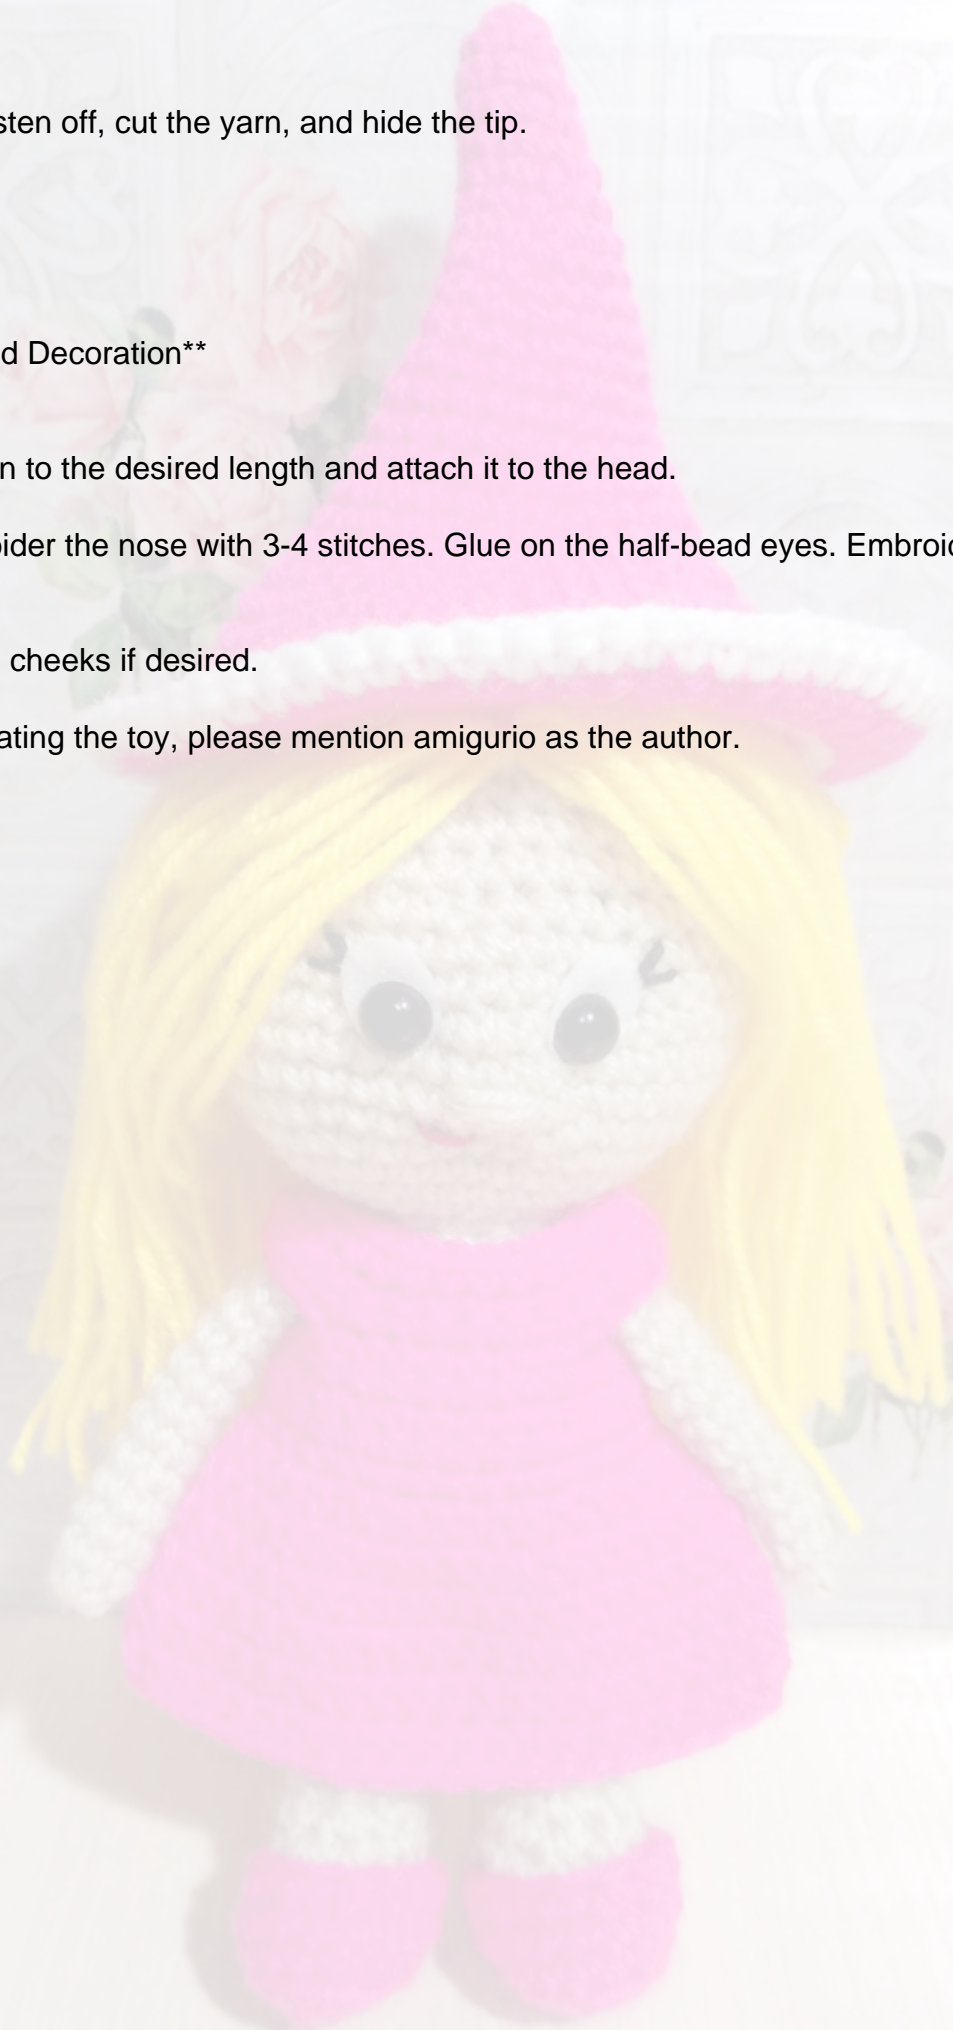 sten off, cut the yarn, and hide the tip.
d Decoration**
n to the desired length and attach it to the head.
ider the nose with 3-4 stitches. Glue on the half-bead eyes. Embroid
cheeks if desired.
ating the toy, please mention amigurio as the author.